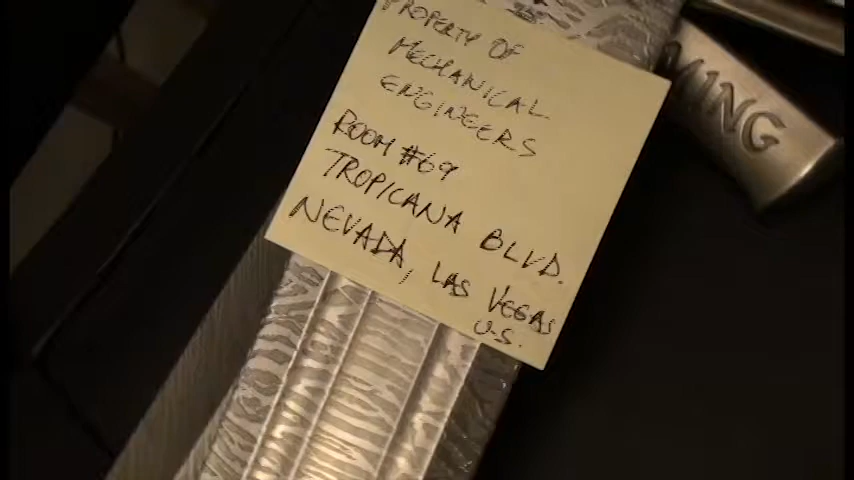 PROPERTY OF
MECHANICAL
ENGINEERS
ROOM #69
TROPICANA BLVD.
NEVADA, LAS VEGAS
U.S.
MING